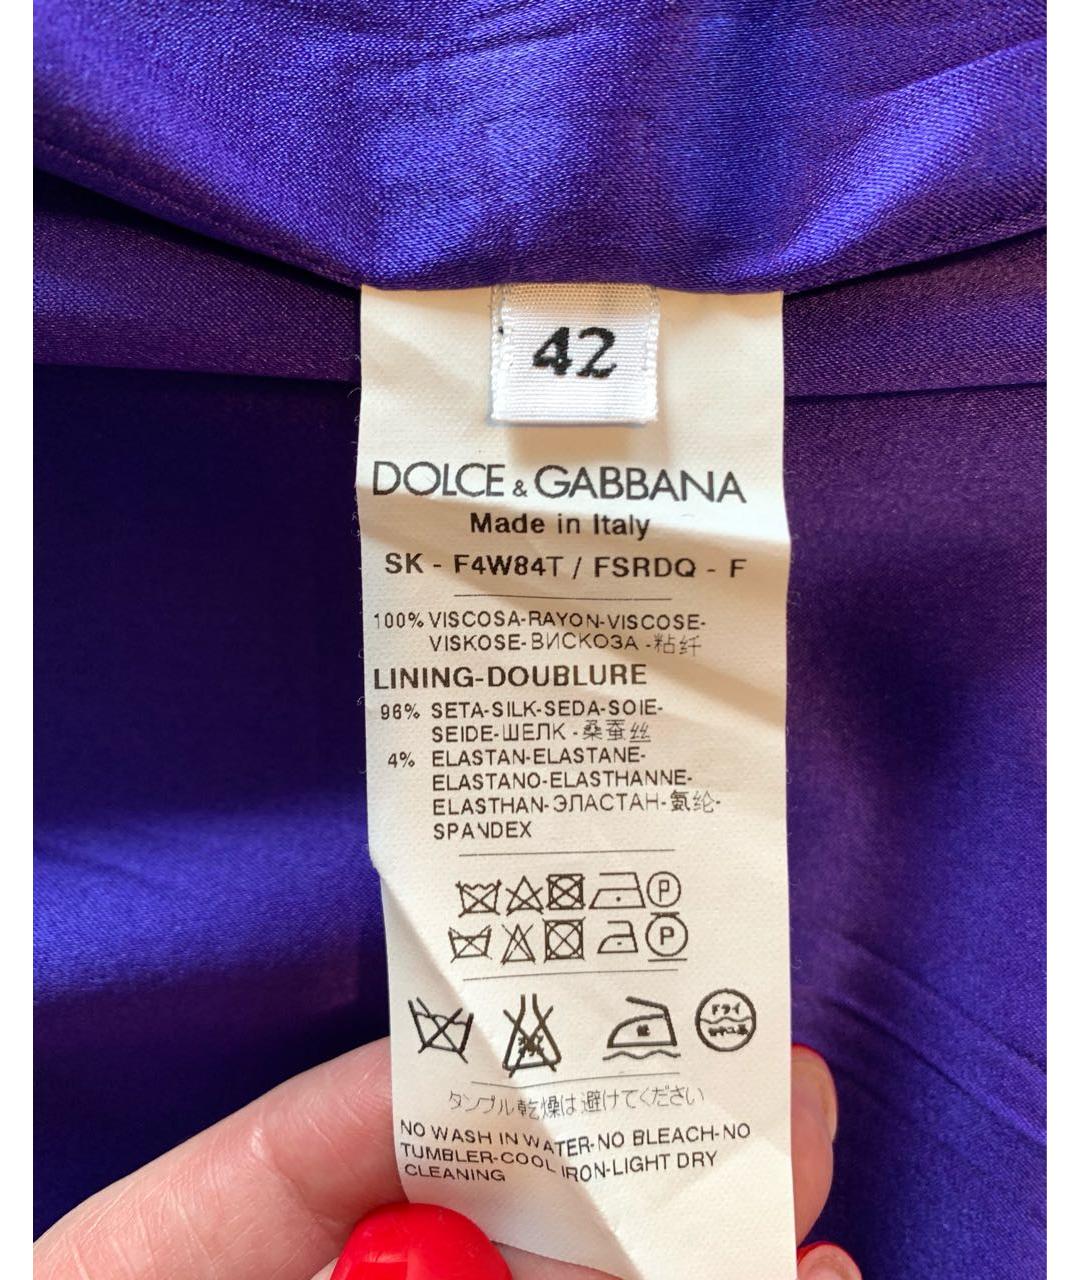 42
DOLCE & GABBANA
Made in Italy
SK - F4W84T / FSRDQ - F
100% VISCOSA-RAYON-VISCOSE-
VISKOSE-ВИСКОЗА -粘纤
LINING-DOUBLURE
96% SETA-SILK-SEDA-SOIE-
SEIDE-ШЕЛК -桑蚕丝
4% ELASTAN-ELASTANE-
ELASTANO-ELASTHANNE-
ELASTHAN-ЭЛАСТАН-氨纶-
SPANDEX
P
P
ドライ
タンブル乾燥は避けてください
NO WASH IN WATER-NO BLEACH-NO
TUMBLER-COOL IRON-LIGHT DRY
CLEANING